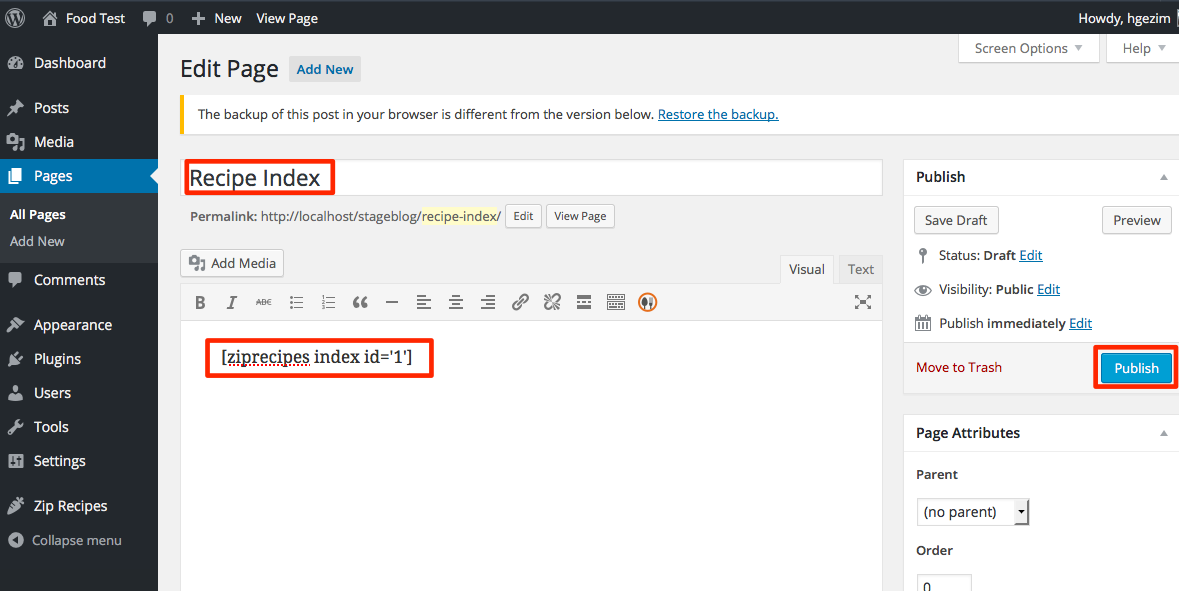 Food Test 0 New View Page Howdy, hgezim
Dashboard
Posts
Media
Pages
All Pages
Add New
Comments
Appearance
Plugins
Users
Tools
Settings
Zip Recipes
Collapse menu
Screen Options Help
Edit Page Add New
The backup of this post in your browser is different from the version below. Restore the backup.
Recipe Index
Permalink: http://localhost/stageblog/recipe-index/ Edit View Page
Add Media
Visual Text
B I ABC
[ziprecipes index id='1']
Publish
Save Draft Preview
Status: Draft Edit
Visibility: Public Edit
Publish immediately Edit
Move to Trash Publish
Page Attributes
Parent
(no parent)
Order
0